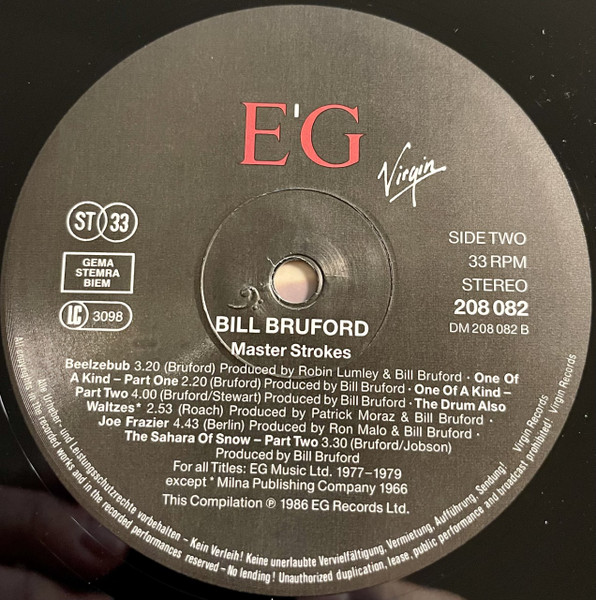 E'G
Virgin
ST 33
GEMA
STEMRA
BIEM
LC 3098
SIDE TWO
33 RPM
STEREO
208 082
DM 208 082 B
BILL BRUFORD
Master Strokes
Beelzebub 3.20 (Bruford) Produced by Robin Lumley & Bill Bruford · One Of
A Kind – Part One 2.20 (Bruford) Produced by Bill Bruford · One Of A Kind –
Part Two 4.00 (Bruford/Stewart) Produced by Bill Bruford · The Drum Also
Waltzes* 2.53 (Roach) Produced by Patrick Moraz & Bill Bruford ·
Joe Frazier 4.43 (Berlin) Produced by Ron Malo & Bill Bruford ·
The Sahara Of Snow – Part Two 3.30 (Bruford/Jobson)
Produced by Bill Bruford
For all Titles: EG Music Ltd. 1977–1979
except * Milna Publishing Company 1966
This Compilation ℗ 1986 EG Records Ltd.
Alle Urheber- und Leistungsschutzrechte vorbehalten – Kein Verleih! Keine unerlaubte Vervielfältigung, Vermietung, Aufführung, Sendung! Virgin Records
All copyrights in the recorded works and in the recorded performances reserved – No lending! Unauthorized duplication, lease, public performance and broadcast prohibited! Virgin Records